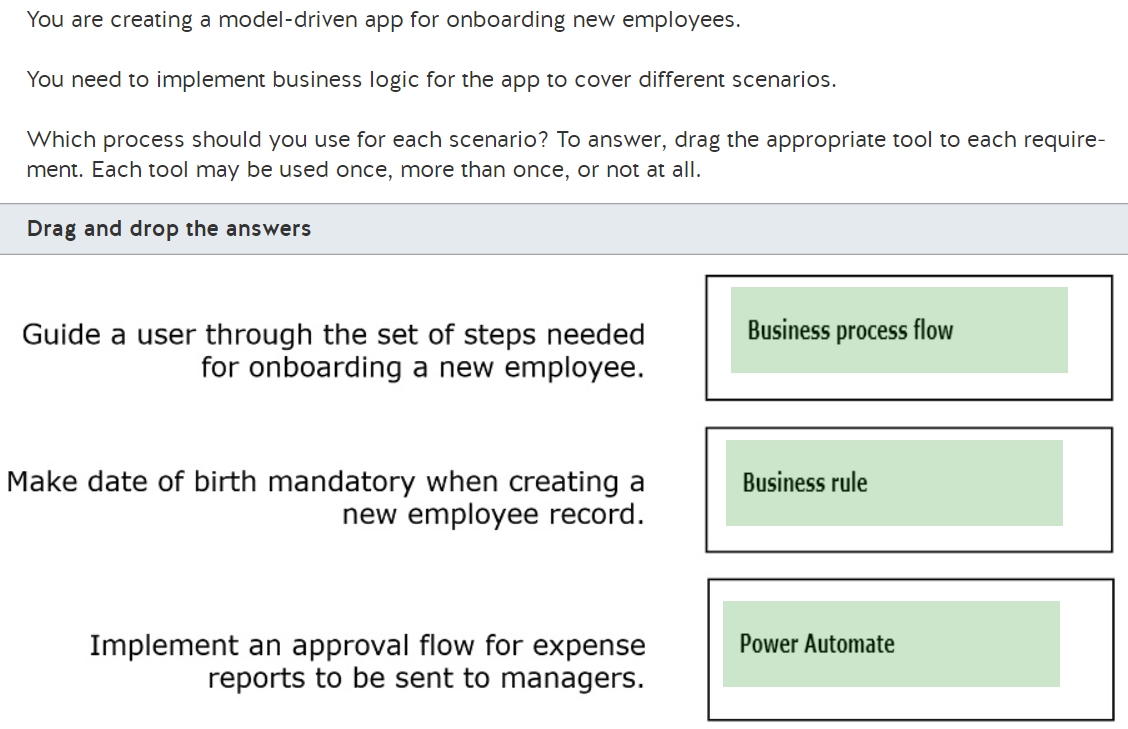 You are creating a model-driven app for onboarding new employees.
You need to implement business logic for the app to cover different scenarios.
Which process should you use for each scenario? To answer, drag the appropriate tool to each require-
ment. Each tool may be used once, more than once, or not at all.
Drag and drop the answers
Guide a user through the set of steps needed
for onboarding a new employee.
Business process flow
Make date of birth mandatory when creating a
new employee record.
Business rule
Implement an approval flow for expense
reports to be sent to managers.
Power Automate